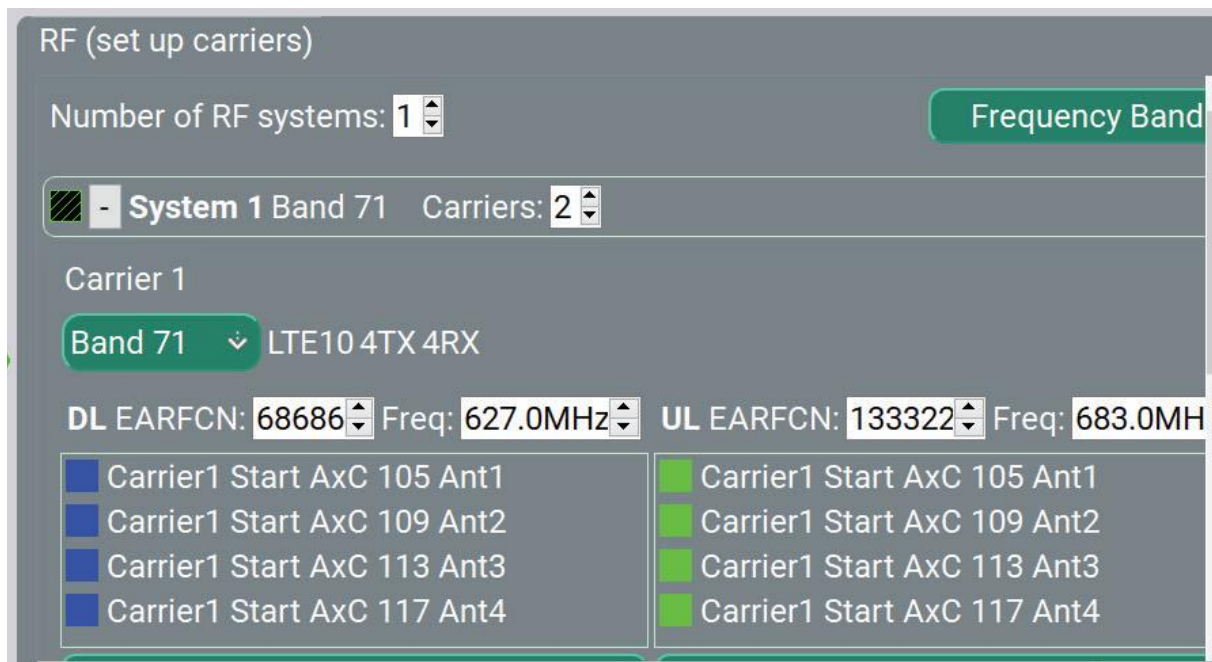 RF (set up carriers)
Number of RF systems: 1
Frequency Band
- System 1 Band 71 Carriers: 2
Carrier 1
Band 71 LTE10 4TX 4RX
DL EARFCN: 68686 Freq: 627.0MHz UL EARFCN: 133322 Freq: 683.0MH
Carrier1 Start AxC 105 Ant1
Carrier1 Start AxC 109 Ant2
Carrier1 Start AxC 113 Ant3
Carrier1 Start AxC 117 Ant4
Carrier1 Start AxC 105 Ant1
Carrier1 Start AxC 109 Ant2
Carrier1 Start AxC 113 Ant3
Carrier1 Start AxC 117 Ant4